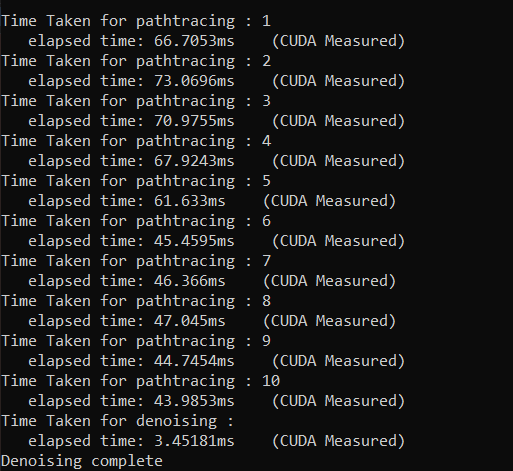 Time Taken for pathtracing : 1
elapsed time: 66.7053ms    (CUDA Measured)
Time Taken for pathtracing : 2
elapsed time: 73.0696ms    (CUDA Measured)
Time Taken for pathtracing : 3
elapsed time: 70.9755ms    (CUDA Measured)
Time Taken for pathtracing : 4
elapsed time: 67.9243ms    (CUDA Measured)
Time Taken for pathtracing : 5
elapsed time: 61.633ms    (CUDA Measured)
Time Taken for pathtracing : 6
elapsed time: 45.4595ms    (CUDA Measured)
Time Taken for pathtracing : 7
elapsed time: 46.366ms    (CUDA Measured)
Time Taken for pathtracing : 8
elapsed time: 47.045ms    (CUDA Measured)
Time Taken for pathtracing : 9
elapsed time: 44.7454ms    (CUDA Measured)
Time Taken for pathtracing : 10
elapsed time: 43.9853ms    (CUDA Measured)
Time Taken for denoising :
elapsed time: 3.45181ms    (CUDA Measured)
Denoising complete